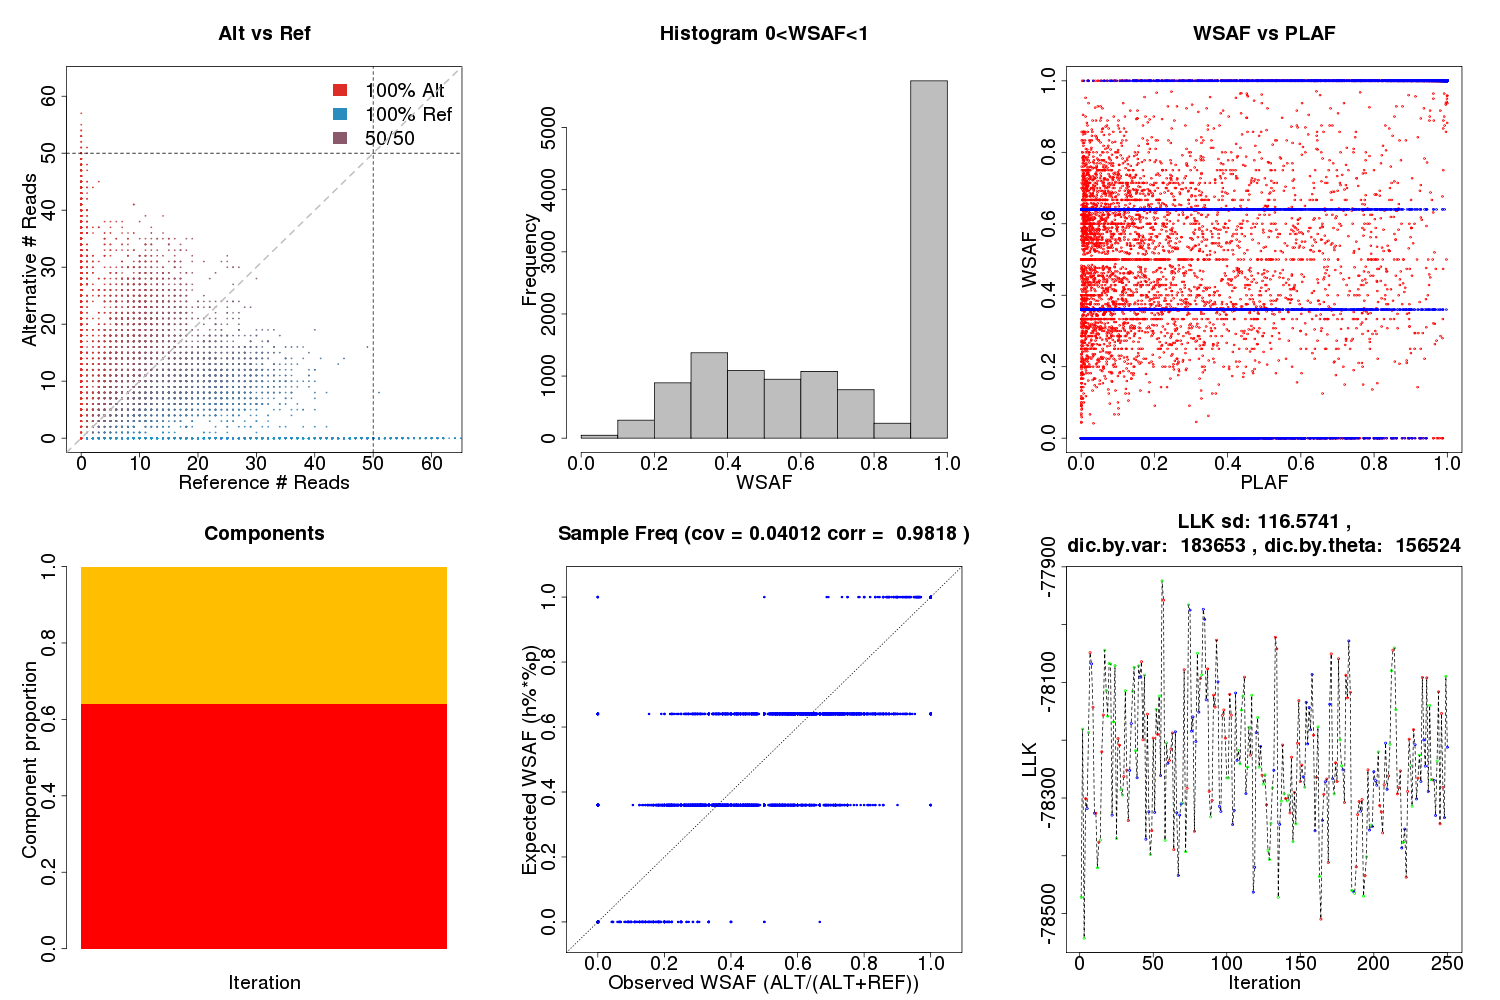 Alt vs Ref
100% Alt
100% Ref
50/50
0 10 20 30 40 50 60
Alternative # Reads
0 10 20 30 40 50 60
Reference # Reads
Histogram 0<WSAF<1
0 1000 2000 3000 4000 5000
Frequency
0.0 0.2 0.4 0.6 0.8 1.0
WSAF
WSAF vs PLAF
0.0 0.2 0.4 0.6 0.8 1.0
WSAF
0.0 0.2 0.4 0.6 0.8 1.0
PLAF
Components
0.0 0.2 0.4 0.6 0.8 1.0
Component proportion
Iteration
Sample Freq (cov = 0.04012 corr = 0.9818 )
0.0 0.2 0.4 0.6 0.8 1.0
Expected WSAF (h%*%p)
0.0 0.2 0.4 0.6 0.8 1.0
Observed WSAF (ALT/(ALT+REF))
LLK sd: 116.5741 ,
dic.by.var: 183653 , dic.by.theta: 156524
-78500 -78300 -78100 -77900
LLK
0 50 100 150 200 250
Iteration